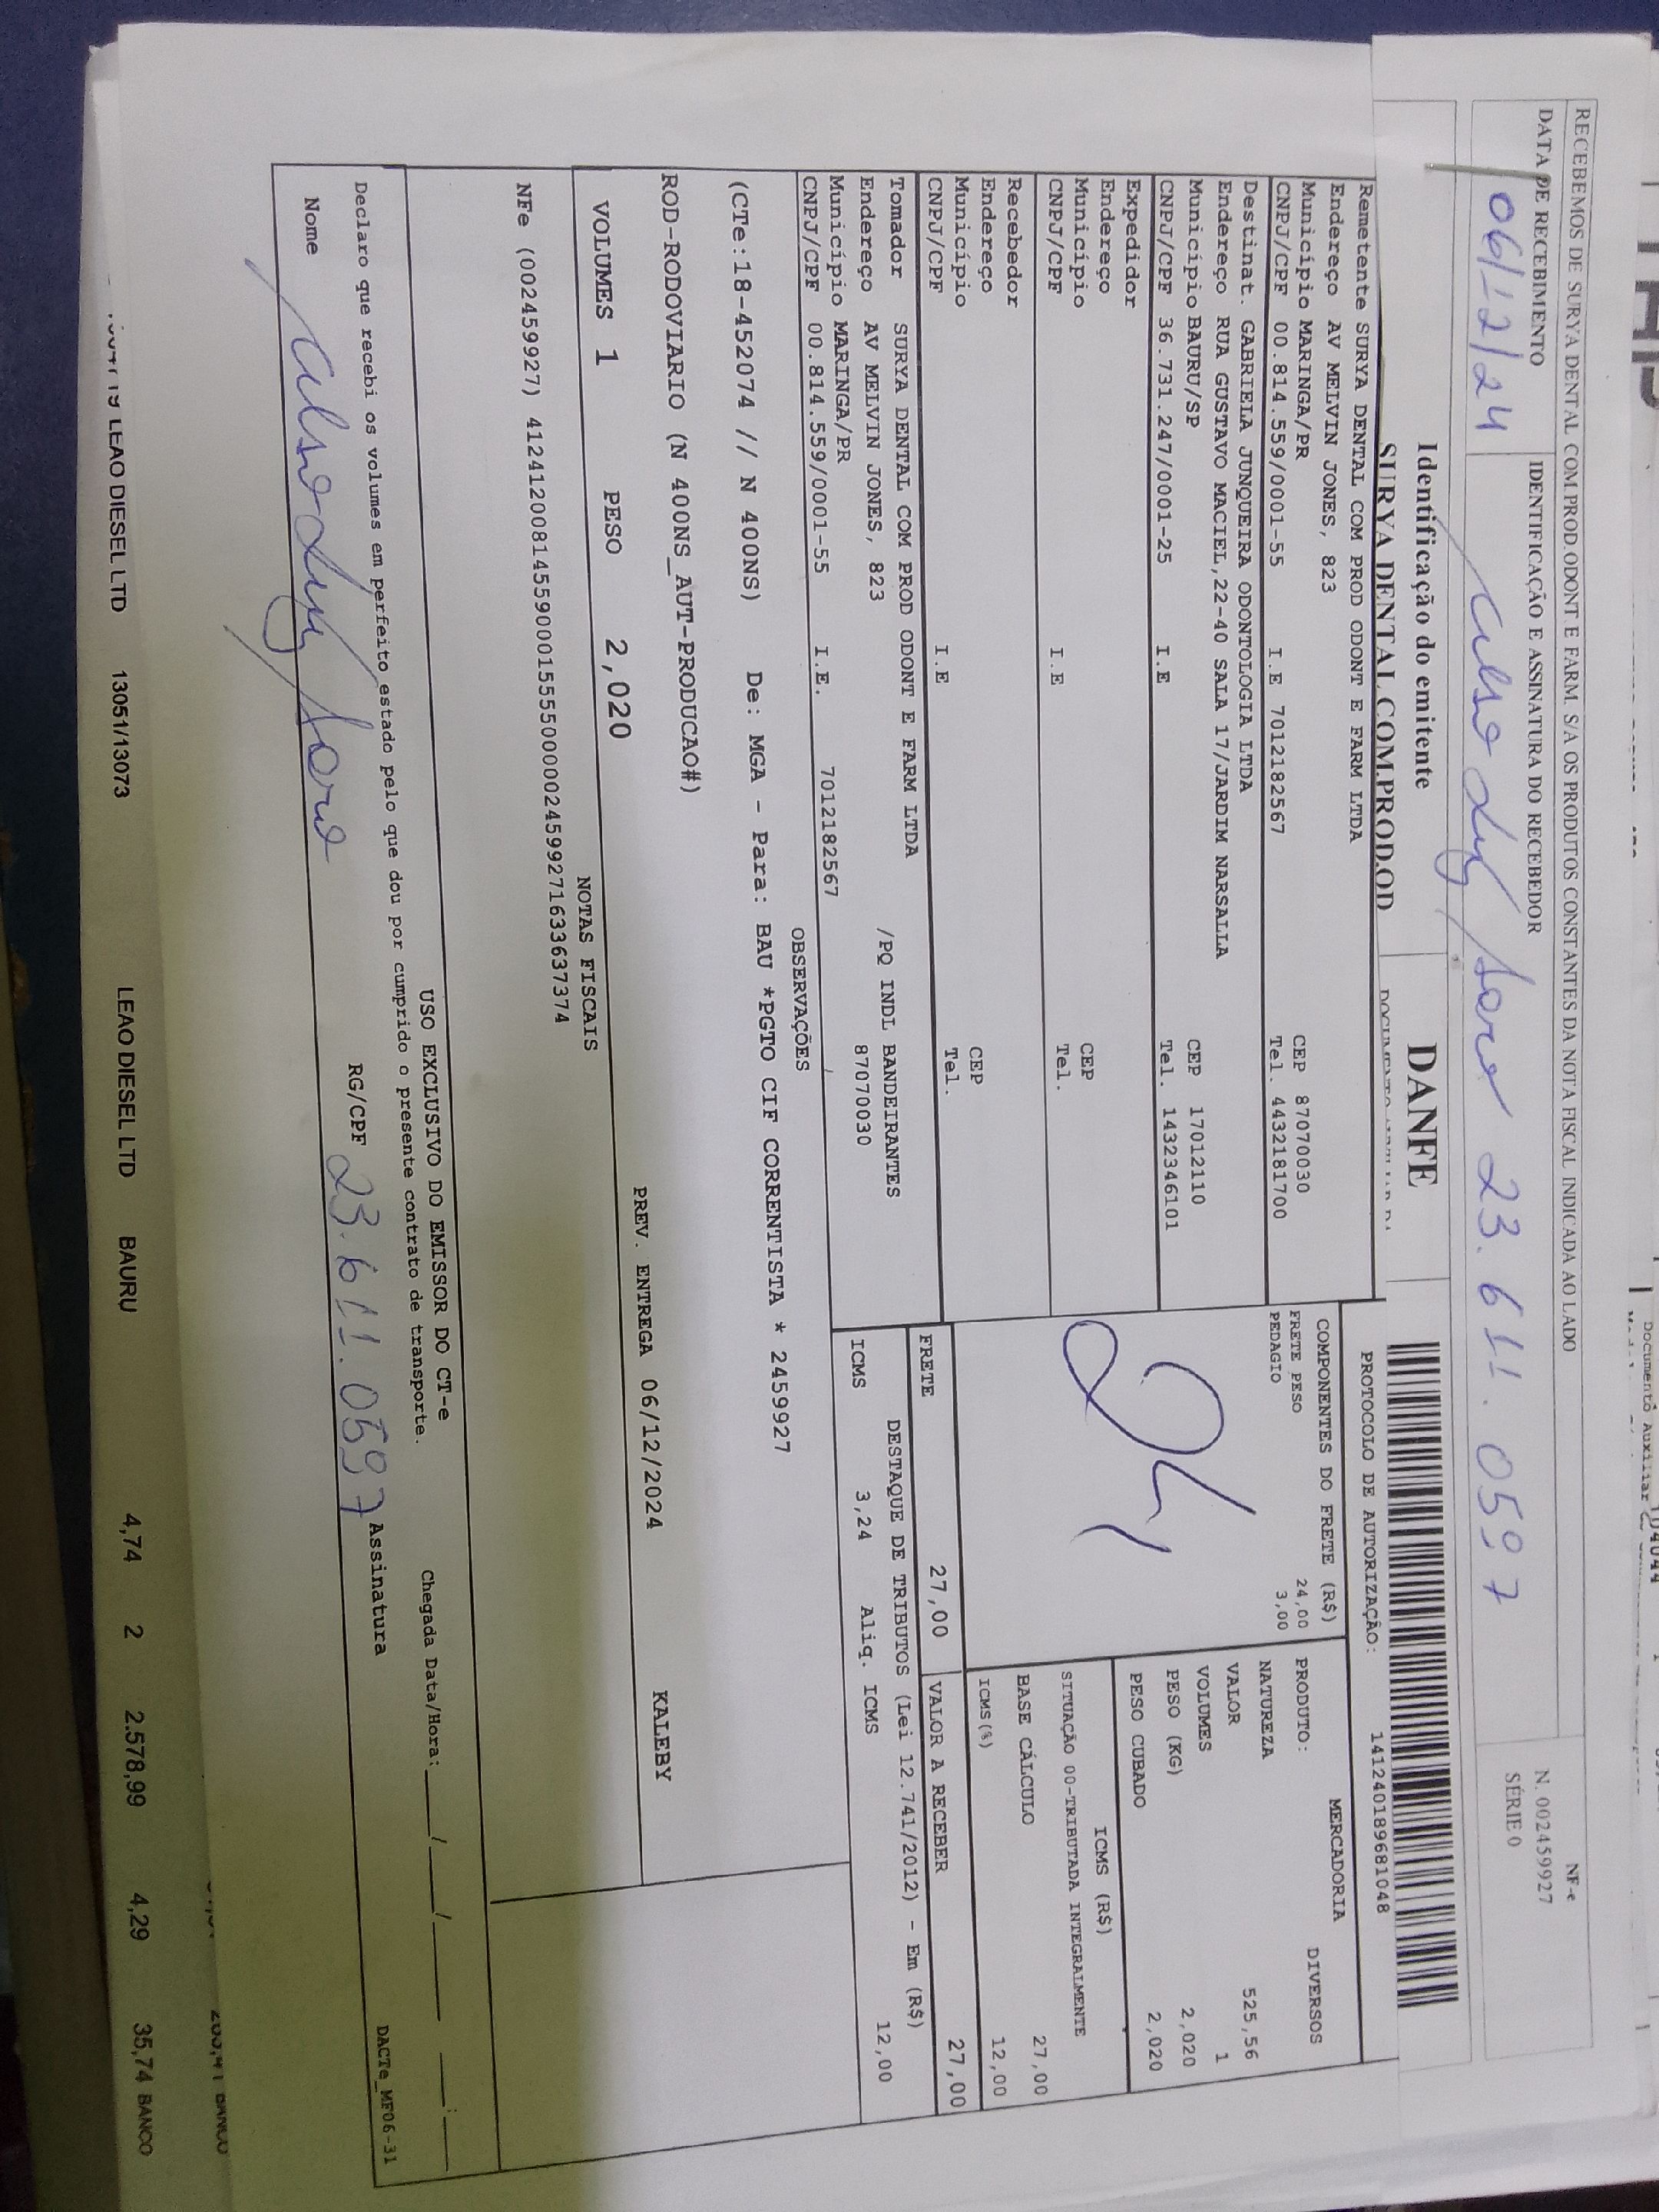 RECEBEMOS DE SURYA DENTAL COM.PROD.ODONT E FARM. S/A OS PRODUTOS CONSTANTES DA NOTA FISCAL INDICADA AO LADO
NF-e
DATA DE RECEBIMENTO
IDENTIFICAÇÃO E ASSINATURA DO RECEBEDOR
N. 002459927
SÉRIE 0
06/12/24 23.611.059 7
Identificação do emitente
DANFE
SURYA DENTAL COM.PROD.OD
PROTOCOLO DE AUTORIZAÇÃO: 141240189681048
Remetente SURYA DENTAL COM PROD ODONT E FARM LTDA
Endereço AV MELVIN JONES, 823
Município MARINGA/PR CEP 87070030
CNPJ/CPF 00.814.559/0001-55 I.E 7012182567 Tel. 4432181700
Destinat. GABRIELA JUNQUEIRA ODONTOLOGIA LTDA
Endereço RUA GUSTAVO MACIEL,22-40 SALA 17/JARDIM NARSALLA
Município BAURU/SP CEP 17012110
CNPJ/CPF 36.731.247/0001-25 I.E Tel. 1432346101
Expedidor
Endereço
Município CEP
CNPJ/CPF I.E Tel.
Recebedor
Endereço
Município CEP
CNPJ/CPF I.E Tel.
Tomador SURYA DENTAL COM PROD ODONT E FARM LTDA
Endereço AV MELVIN JONES, 823 /PQ INDL BANDEIRANTES
Município MARINGA/PR 87070030
CNPJ/CPF 00.814.559/0001-55 I.E. 7012182567
COMPONENTES DO FRETE (R$)
FRETE PESO 24,00
PEDAGIO 3,00
MERCADORIA
PRODUTO: DIVERSOS
NATUREZA
VALOR 525,56
VOLUMES 1
PESO (KG) 2,020
PESO CUBADO 2,020
ICMS (R$)
SITUAÇÃO 00-TRIBUTADA INTEGRALMENTE
BASE CÁLCULO 27,00
ICMS(%) 12,00
FRETE 27,00 VALOR A RECEBER 27,00
DESTAQUE DE TRIBUTOS (Lei 12.741/2012) - Em (R$)
ICMS 3,24 Aliq. ICMS 12,00
OBSERVAÇÕES
(CTe:18-452074 // N 400NS) De: MGA - Para: BAU *PGTO CIF CORRENTISTA * 2459927
ROD-RODOVIARIO (N 400NS_AUT-PRODUCAO#)
PREV. ENTREGA 06/12/2024 KALEBY
VOLUMES 1 PESO 2,020
NOTAS FISCAIS
NFe (002459927) 41241200814559000155550000024599271633637374
USO EXCLUSIVO DO EMISSOR DO CT-e
Declaro que recebi os volumes em perfeito estado pelo que dou por cumprido o presente contrato de transporte.
Chegada Data/Hora: ____/____/____ __:__
Nome RG/CPF 23.611.059 7 Assinatura
DACTe_MF06-31
LEAO DIESEL LTD 13051/13073 LEAO DIESEL LTD BAURU 4,74 2 2.578,99 4,29 35,74 BANCO